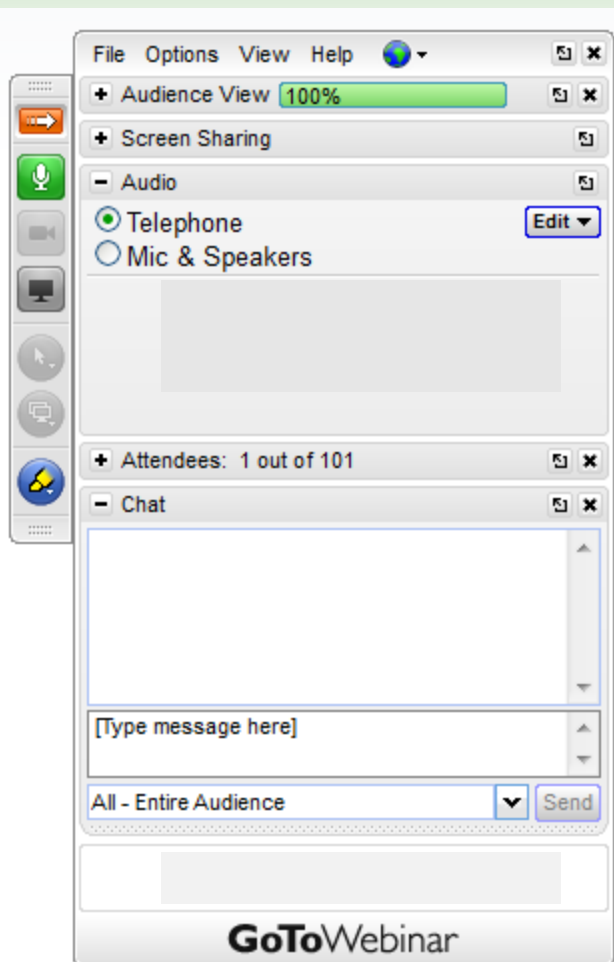 File Options View Help
Audience View 100%
Screen Sharing
Audio
Telephone
Edit
Mic & Speakers
Attendees: 1 out of 101
Chat
[Type message here]
All - Entire Audience
Send
GoToWebinar